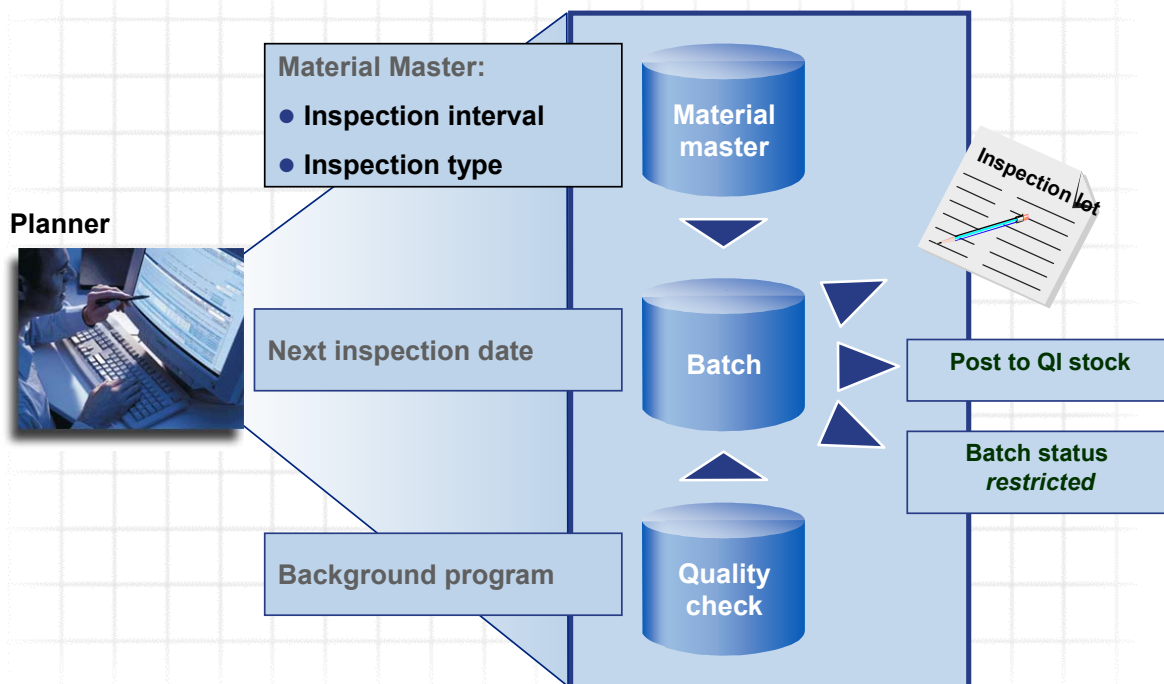 Material Master:
● Inspection interval
● Inspection type
Material
master
Inspection lot
Planner
Next inspection date
Batch
Post to QI stock
Batch status
restricted
Background program
Quality
check